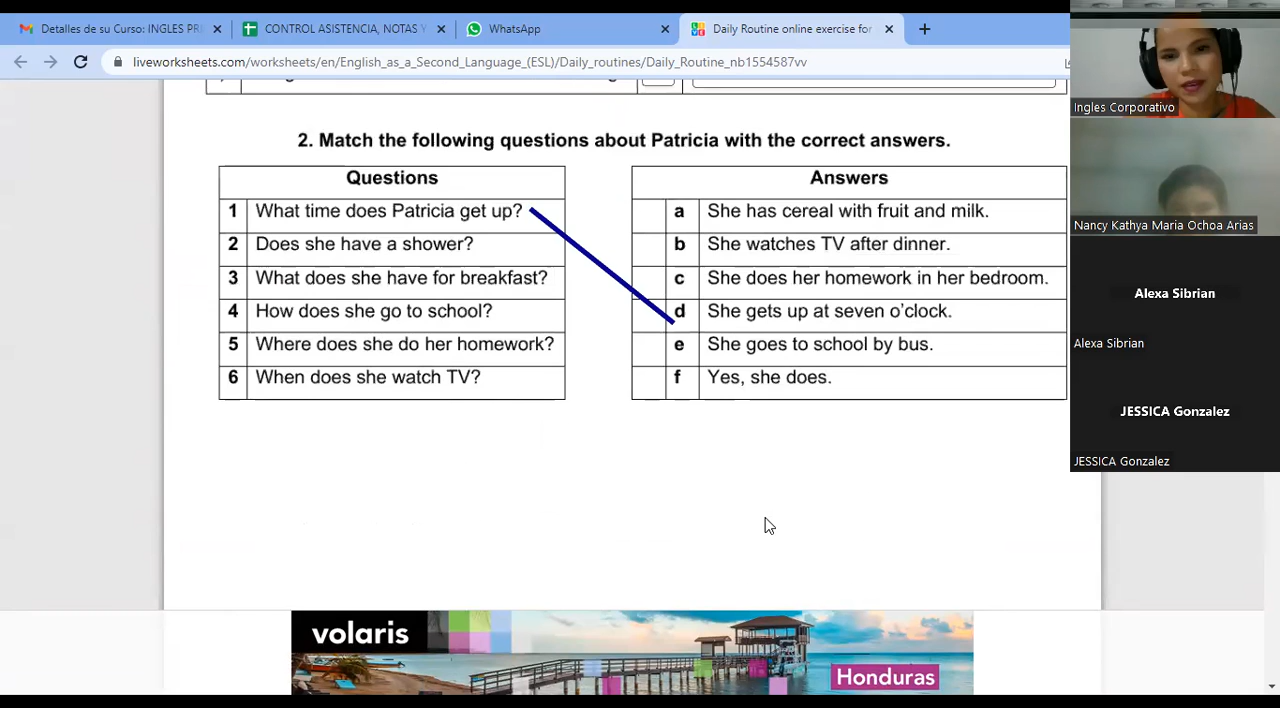 Detalles de su Curso: INGLES PRI
CONTROL ASISTENCIA, NOTAS Y
WhatsApp
Daily Routine online exercise for
liveworksheets.com/worksheets/en/English_as_a_Second_Language_(ESL)/Daily_routines/Daily_Routine_nb1554587vv
Ingles Corporativo
2. Match the following questions about Patricia with the correct answers.
Questions
1 What time does Patricia get up?
2 Does she have a shower?
3 What does she have for breakfast?
4 How does she go to school?
5 Where does she do her homework?
6 When does she watch TV?
Answers
a She has cereal with fruit and milk.
b She watches TV after dinner.
c She does her homework in her bedroom.
d She gets up at seven o'clock.
e She goes to school by bus.
f Yes, she does.
Nancy Kathya Maria Ochoa Arias
Alexa Sibrian
Alexa Sibrian
JESSICA Gonzalez
JESSICA Gonzalez
volaris
Honduras